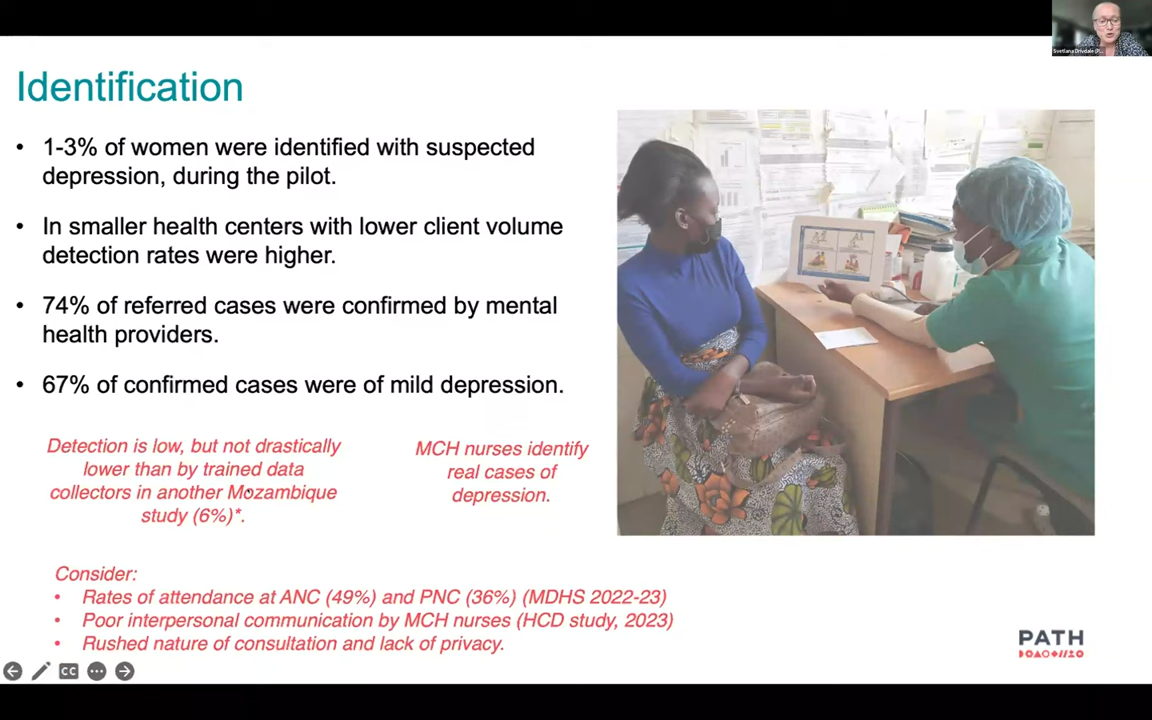 Svetlana Drivdale (P...
Identification
• 1-3% of women were identified with suspected
depression, during the pilot.
• In smaller health centers with lower client volume
detection rates were higher.
• 74% of referred cases were confirmed by mental
health providers.
• 67% of confirmed cases were of mild depression.
Detection is low, but not drastically
lower than by trained data
collectors in another Mozambique
study (6%)*.
MCH nurses identify
real cases of
depression.
Consider:
• Rates of attendance at ANC (49%) and PNC (36%) (MDHS 2022-23)
• Poor interpersonal communication by MCH nurses (HCD study, 2023)
• Rushed nature of consultation and lack of privacy.
PATH
CC